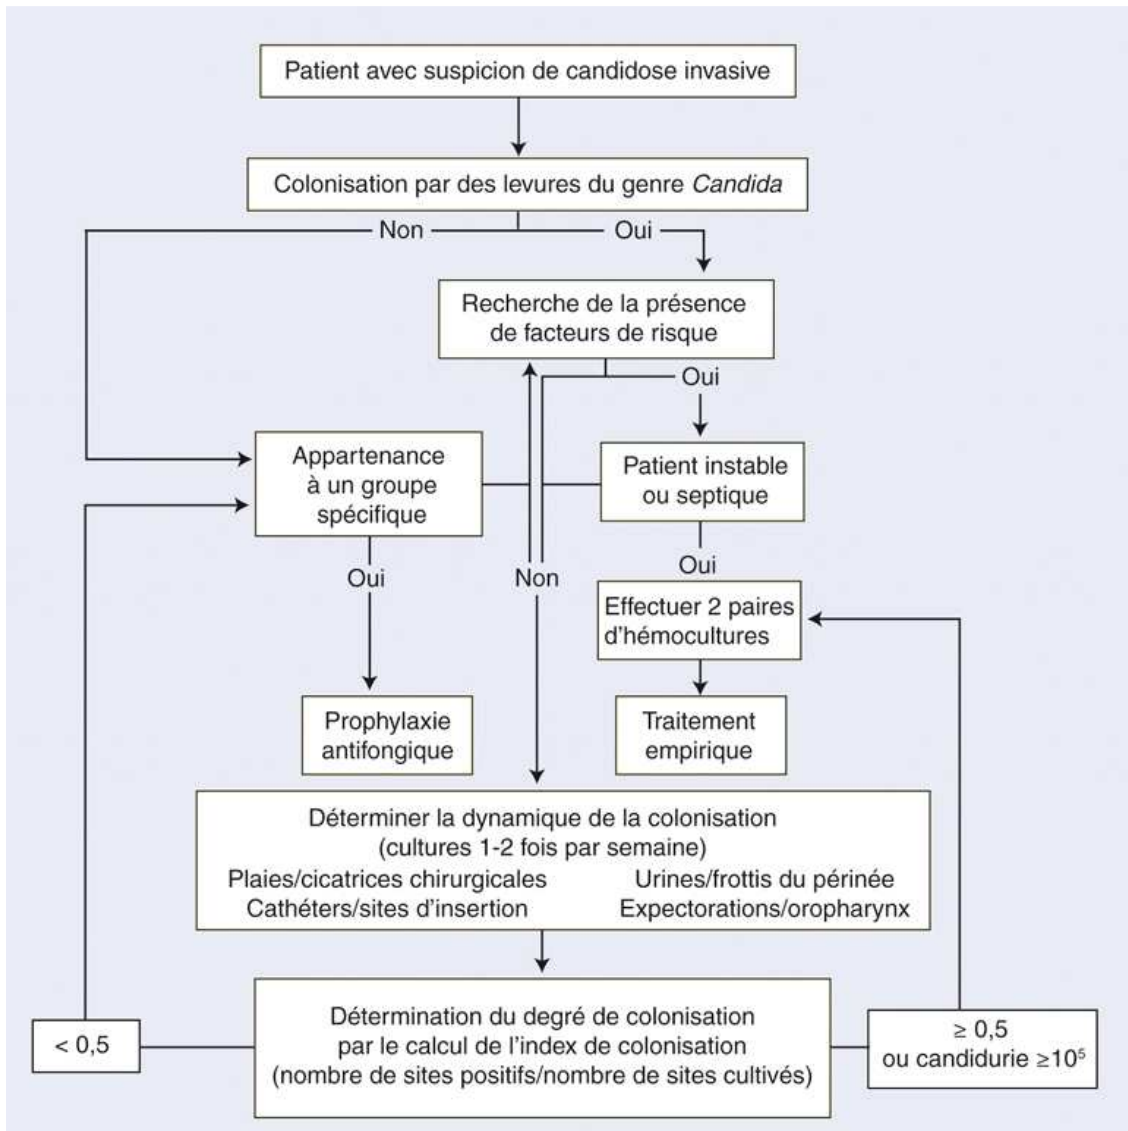 Patient avec suspicion de candidose invasive
Colonisation par des levures du genre Candida
Non
Oui
Recherche de la présence
de facteurs de risque
Oui
Appartenance
à un groupe
spécifique
Patient instable
ou septique
Oui
Non
Oui
Effectuer 2 paires
d'hémocultures
Prophylaxie
antifongique
Traitement
empirique
Déterminer la dynamique de la colonisation
(cultures 1-2 fois par semaine)
Plaies/cicatrices chirurgicales
Urines/frottis du périnée
Cathéters/sites d'insertion
Expectorations/oropharynx
Détermination du degré de colonisation
par le calcul de l'index de colonisation
(nombre de sites positifs/nombre de sites cultivés)
< 0,5
≥ 0,5
ou candidurie ≥10⁵